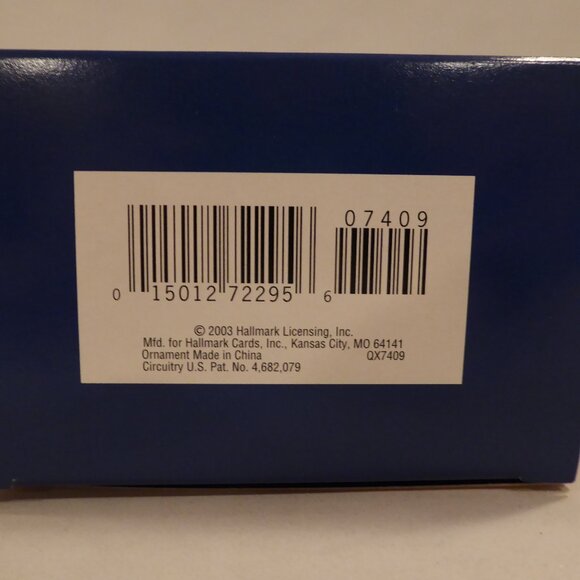 07409
0 15012 72295 6
© 2003 Hallmark Licensing, Inc.
Mfd. for Hallmark Cards, Inc., Kansas City, MO 64141
Ornament Made in China QX7409
Circuitry U.S. Pat. No. 4,682,079